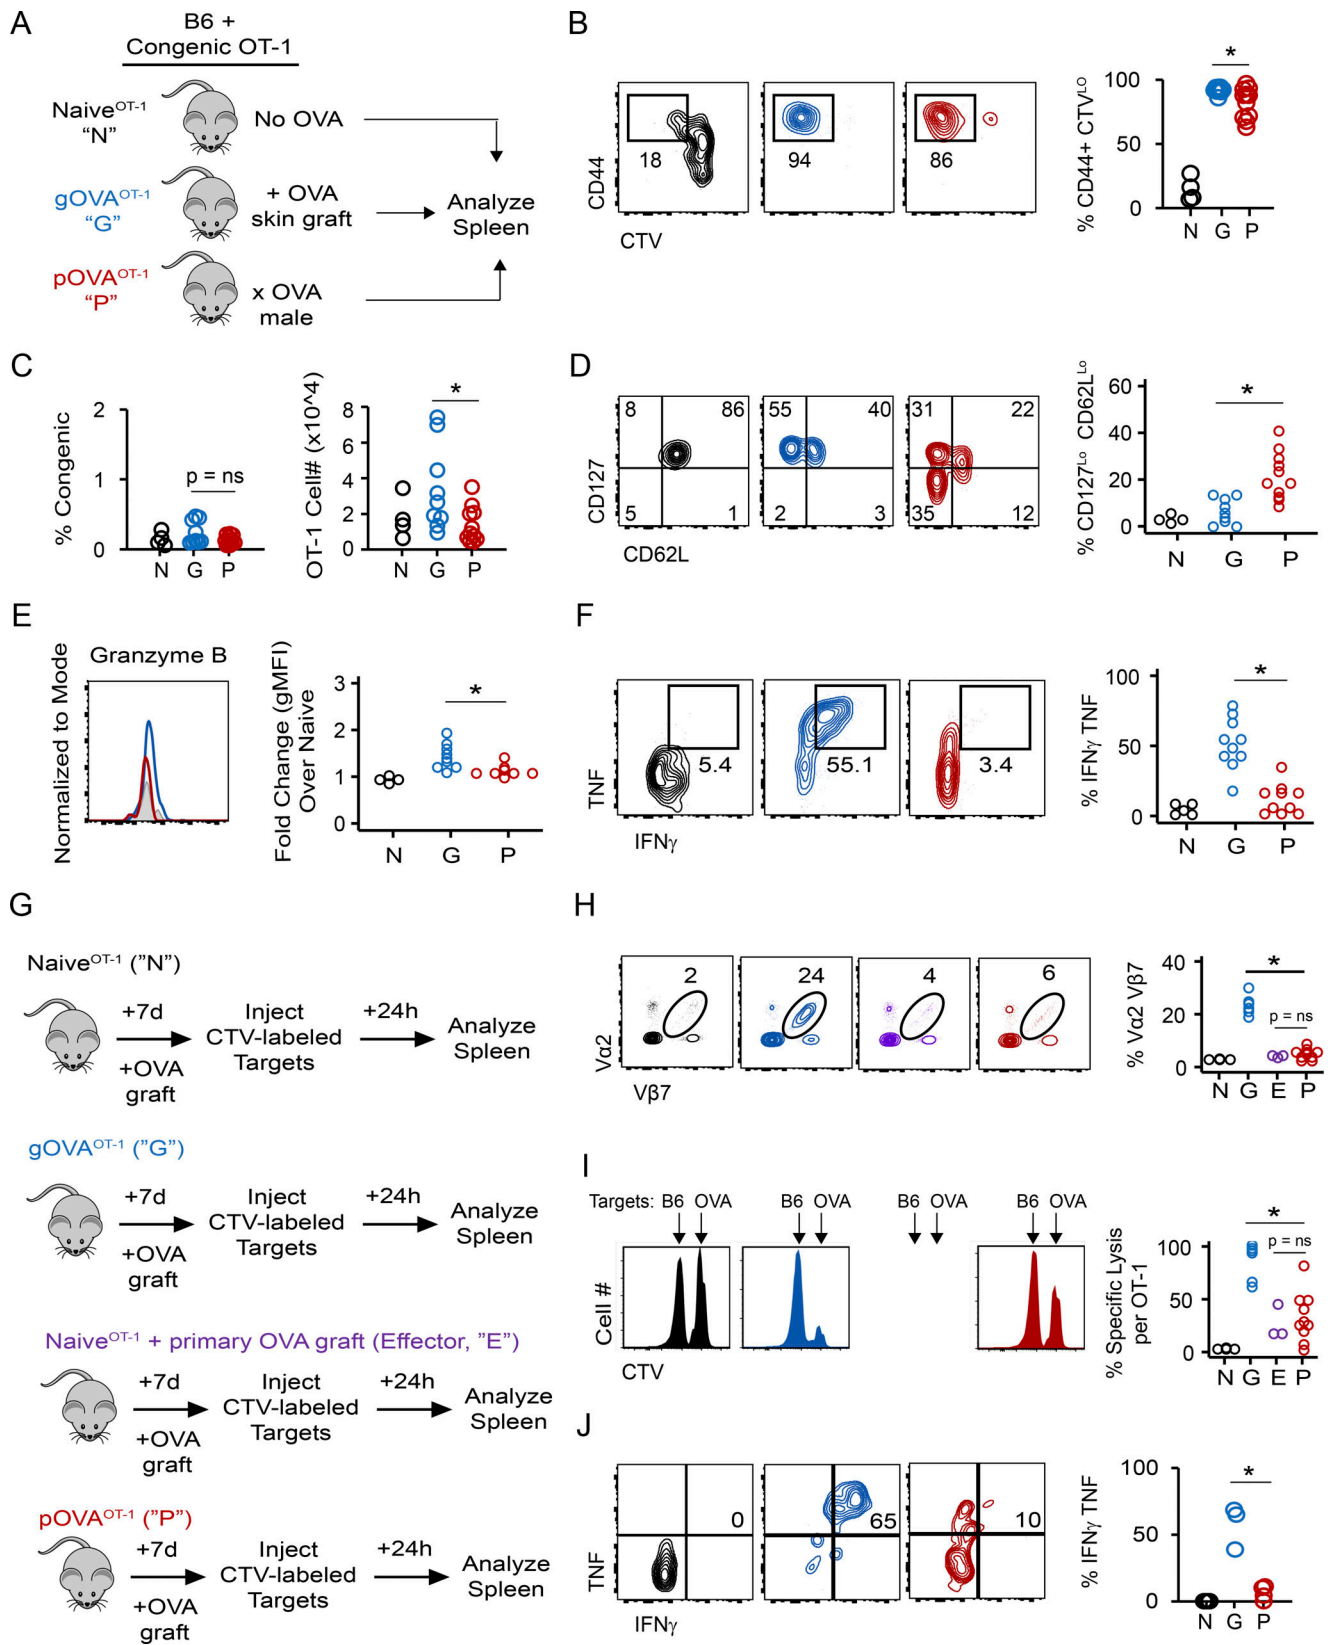 A
B6 +
Congenic OT-1
Naive^OT-1
"N"
No OVA
gOVA^OT-1
"G"
+ OVA
skin graft
Analyze
Spleen
pOVA^OT-1
"P"
x OVA
male
B
CD44
18
94
86
CTV
% CD44+ CTV^LO
100
50
0
N G P
*
C
% Congenic
2
1
0
p = ns
N G P
OT-1 Cell# (x10^4)
8
6
4
2
0
*
N G P
D
CD127
8 86
5 1
55 40
2 3
31 22
35 12
CD62L
% CD127^Lo CD62L^Lo
60
40
20
0
*
N G P
E
Normalized to Mode
Granzyme B
Fold Change (gMFI)
Over Naive
3
2
1
0
*
N G P
F
TNF
5.4
55.1
3.4
IFNγ
% IFNγ TNF
100
50
0
*
N G P
G
Naive^OT-1 ("N")
+7d
+OVA
graft
Inject
CTV-labeled
Targets
+24h
Analyze
Spleen
gOVA^OT-1 ("G")
+7d
+OVA
graft
Inject
CTV-labeled
Targets
+24h
Analyze
Spleen
Naive^OT-1 + primary OVA graft (Effector, "E")
+7d
+OVA
graft
Inject
CTV-labeled
Targets
+24h
Analyze
Spleen
pOVA^OT-1 ("P")
+7d
+OVA
graft
Inject
CTV-labeled
Targets
+24h
Analyze
Spleen
H
Vα2
2
24
4
6
Vβ7
% Vα2 Vβ7
40
20
0
*
p = ns
N G E P
I
Targets: B6 OVA
B6 OVA
B6 OVA
B6 OVA
Cell #
CTV
% Specific Lysis
per OT-1
100
50
0
*
p = ns
N G E P
J
TNF
0
65
10
IFNγ
% IFNγ TNF
100
50
0
*
N G P